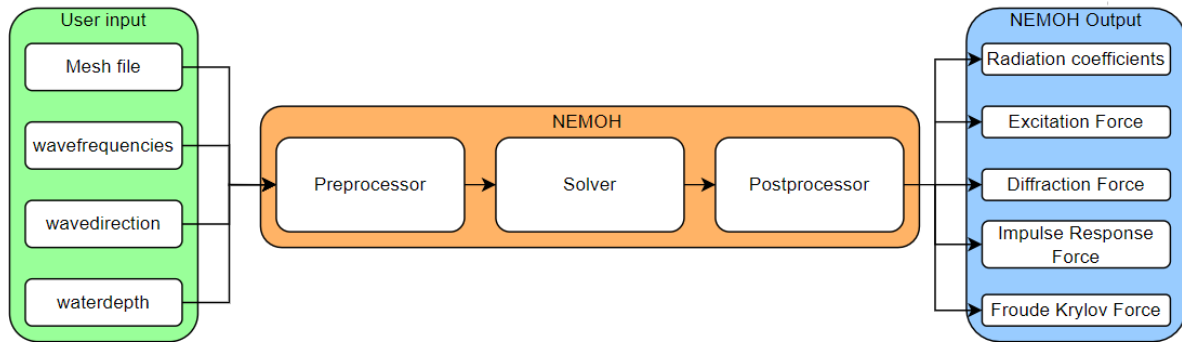 User input
Mesh file
wavefrequencies
wavedirection
waterdepth
NEMOH
Preprocessor
Solver
Postprocessor
NEMOH Output
Radiation coefficients
Excitation Force
Diffraction Force
Impulse Response
Force
Froude Krylov Force